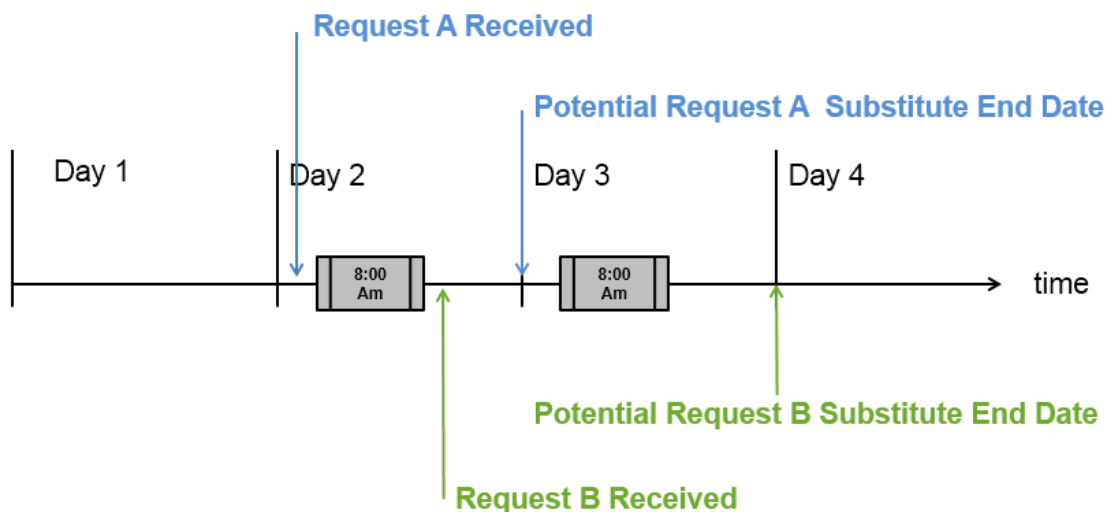 Request A Received
Potential Request A  Substitute End Date
Day 1
Day 2
Day 3
Day 4
8:00
Am
8:00
Am
time
Potential Request B Substitute End Date
Request B Received